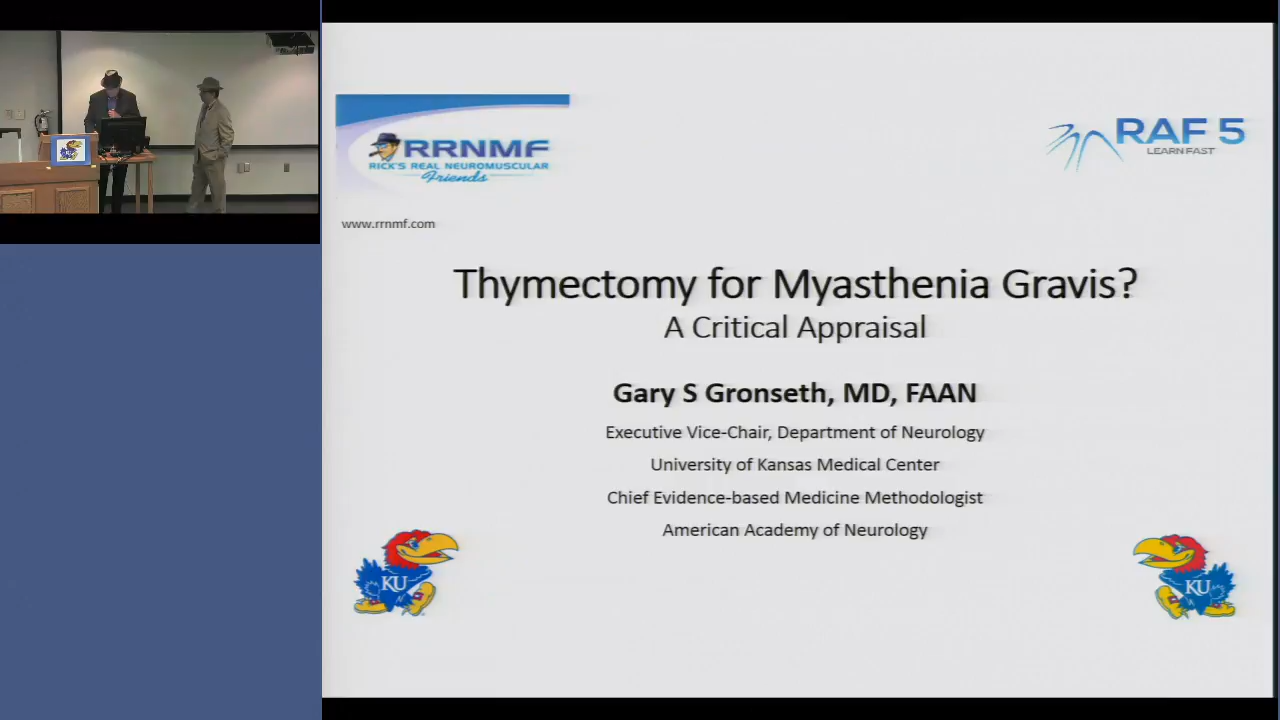 RRNMF
RICK'S REAL NEUROMUSCULAR
Friends
RAF 5
LEARN FAST
www.rrnmf.com
Thymectomy for Myasthenia Gravis?
A Critical Appraisal
Gary S Gronseth, MD, FAAN
Executive Vice-Chair, Department of Neurology
University of Kansas Medical Center
Chief Evidence-based Medicine Methodologist
American Academy of Neurology
KU
KU